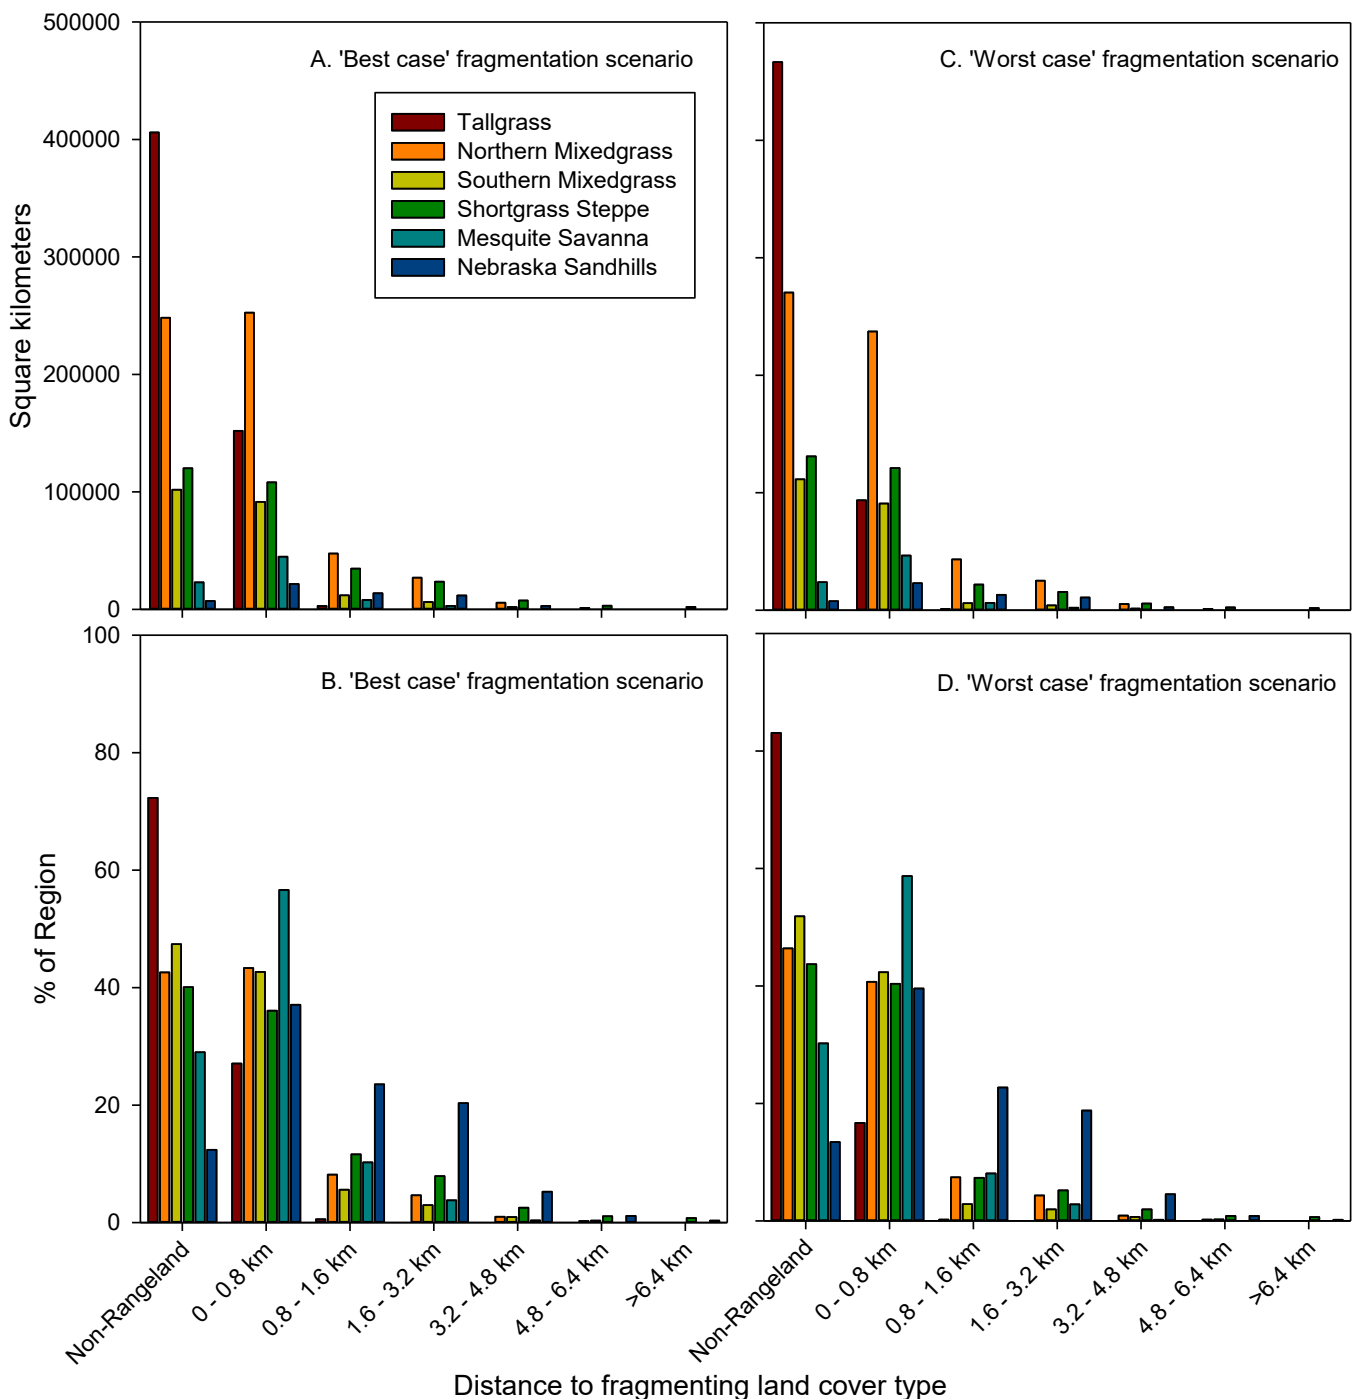 500000
400000
300000
200000
100000
0
Square kilometers
A. 'Best case' fragmentation scenario
Tallgrass
Northern Mixedgrass
Southern Mixedgrass
Shortgrass Steppe
Mesquite Savanna
Nebraska Sandhills
C. 'Worst case' fragmentation scenario
100
80
60
40
20
0
% of Region
B. 'Best case' fragmentation scenario
D. 'Worst case' fragmentation scenario
Non-Rangeland
0 - 0.8 km
0.8 - 1.6 km
1.6 - 3.2 km
3.2 - 4.8 km
4.8 - 6.4 km
>6.4 km
Non-Rangeland
0 - 0.8 km
0.8 - 1.6 km
1.6 - 3.2 km
3.2 - 4.8 km
4.8 - 6.4 km
>6.4 km
Distance to fragmenting land cover type